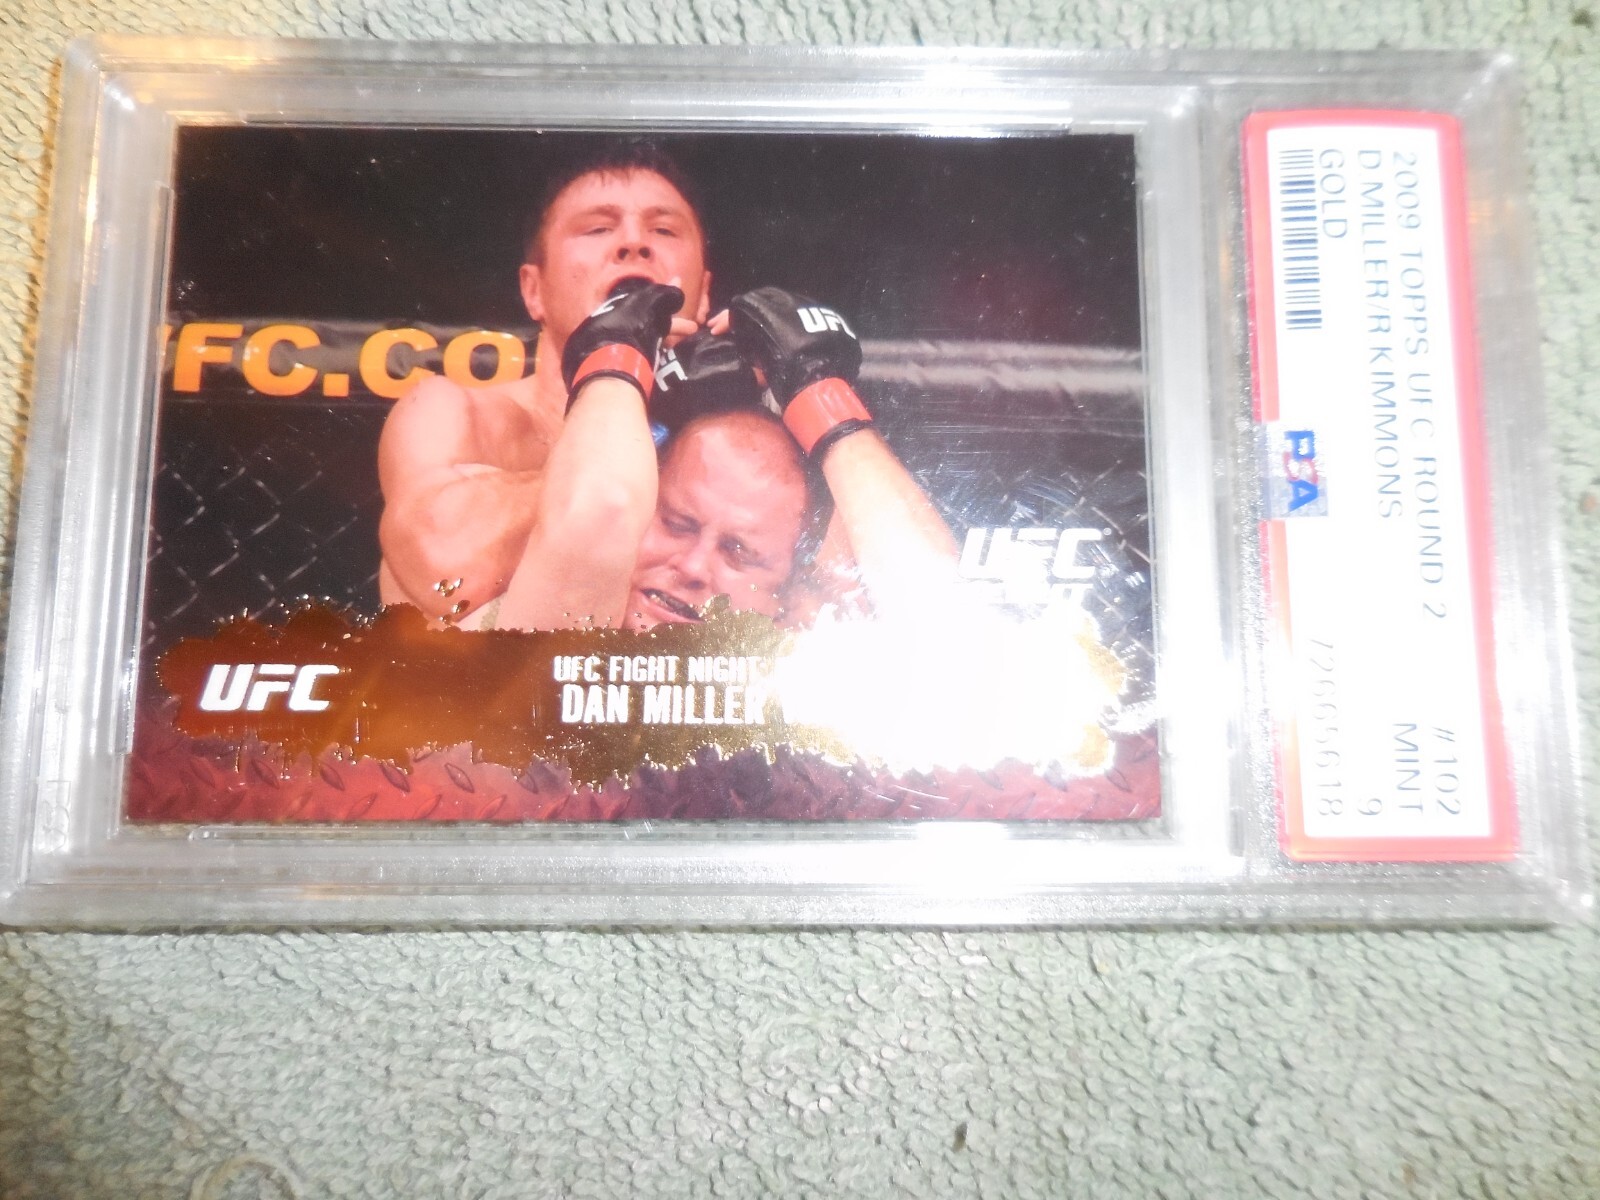 2009 TOPPS UFC ROUND 2 #102
D.MILLER/R.KIMMONS MINT
GOLD 9
PSA 72665618
UFC
FC.CO
UFC
UFC
UFC FIGHT NIGHT
DAN MILLER